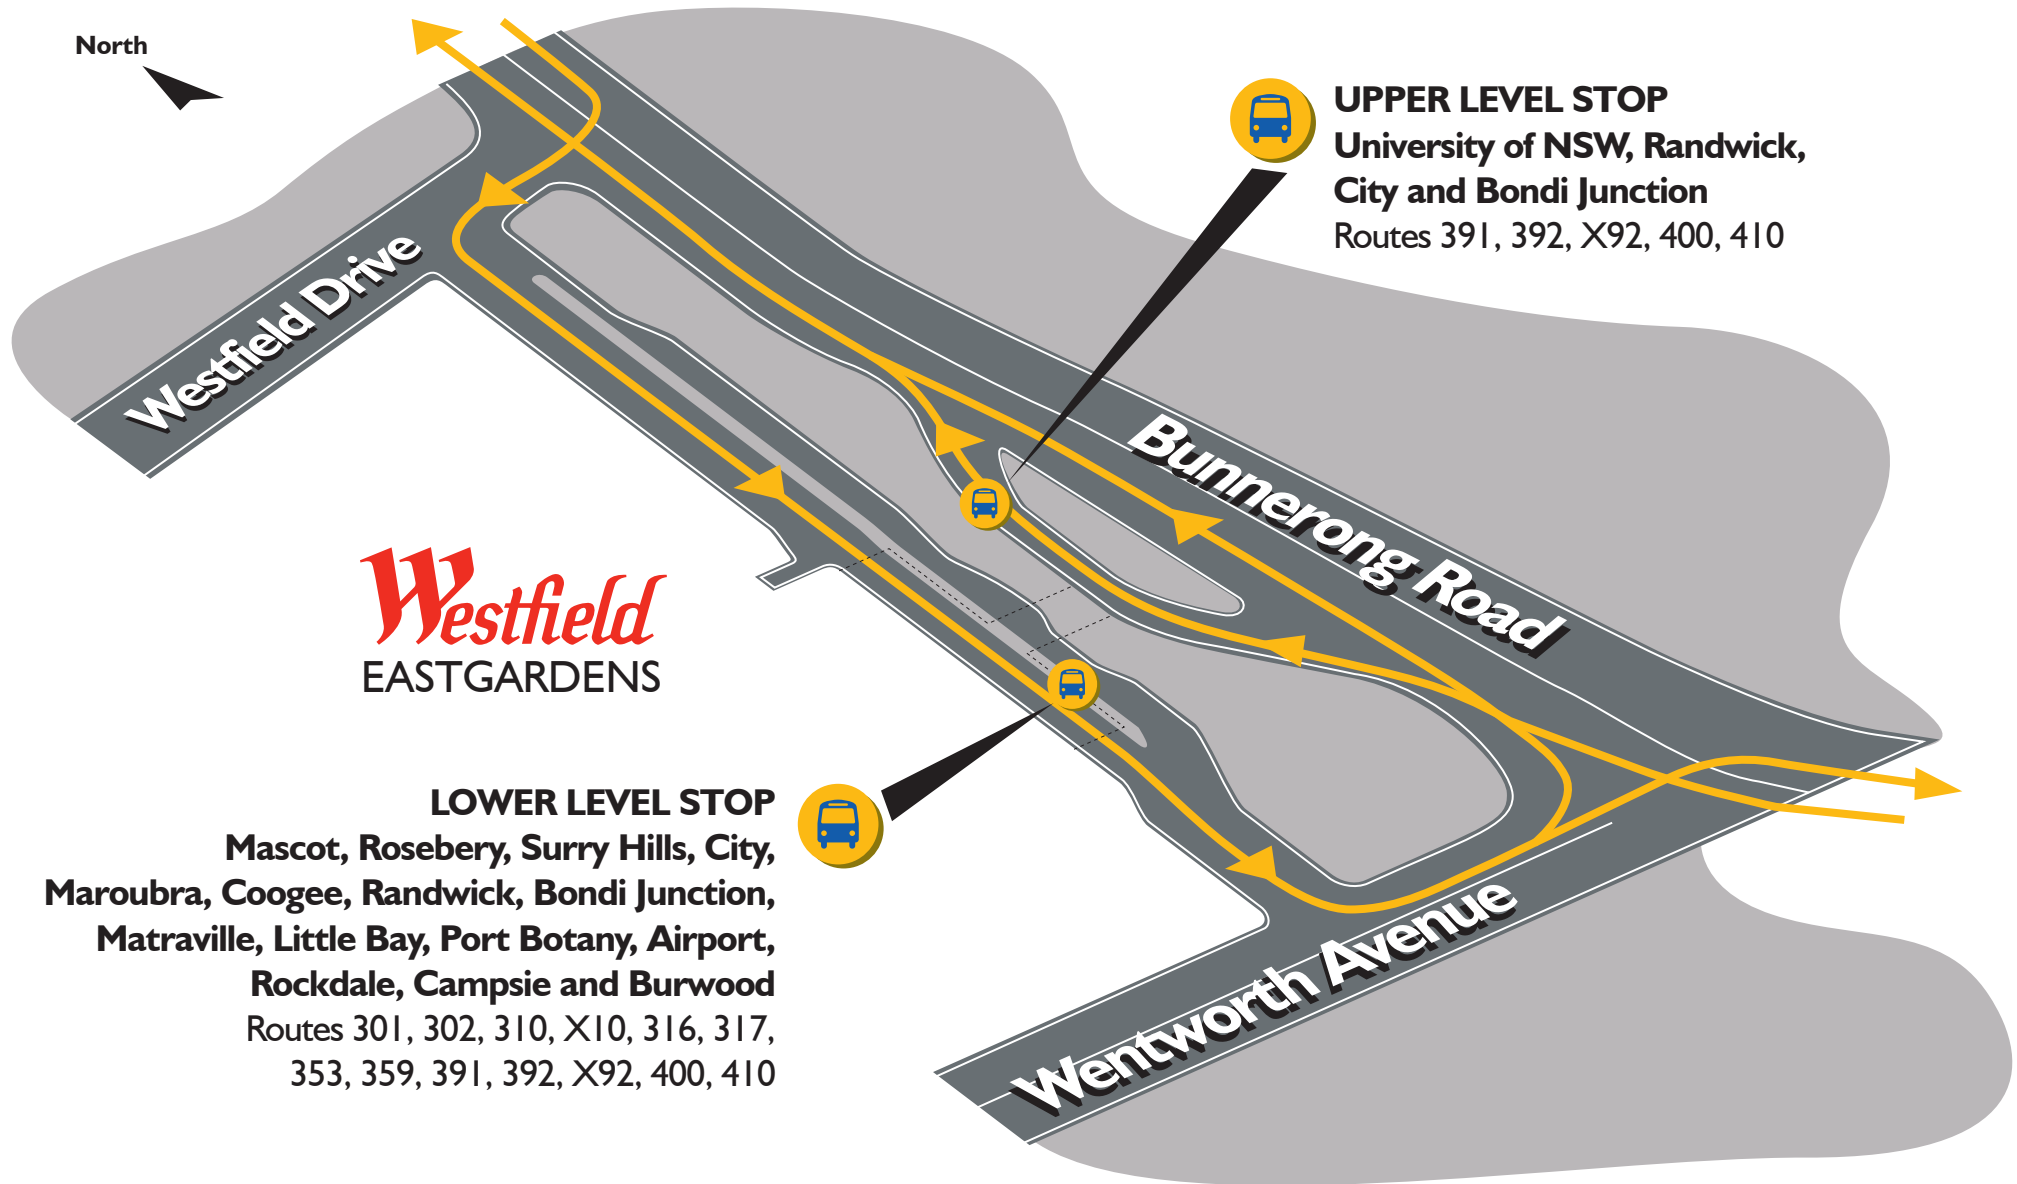 North
UPPER LEVEL STOP
University of NSW, Randwick,
City and Bondi Junction
Routes 391, 392, X92, 400, 410
Westfield Drive
Bunnerong Road
Westfield
EASTGARDENS
LOWER LEVEL STOP
Mascot, Rosebery, Surry Hills, City,
Maroubra, Coogee, Randwick, Bondi Junction,
Matraville, Little Bay, Port Botany, Airport,
Rockdale, Campsie and Burwood
Routes 301, 302, 310, X10, 316, 317,
353, 359, 391, 392, X92, 400, 410
Wentworth Avenue